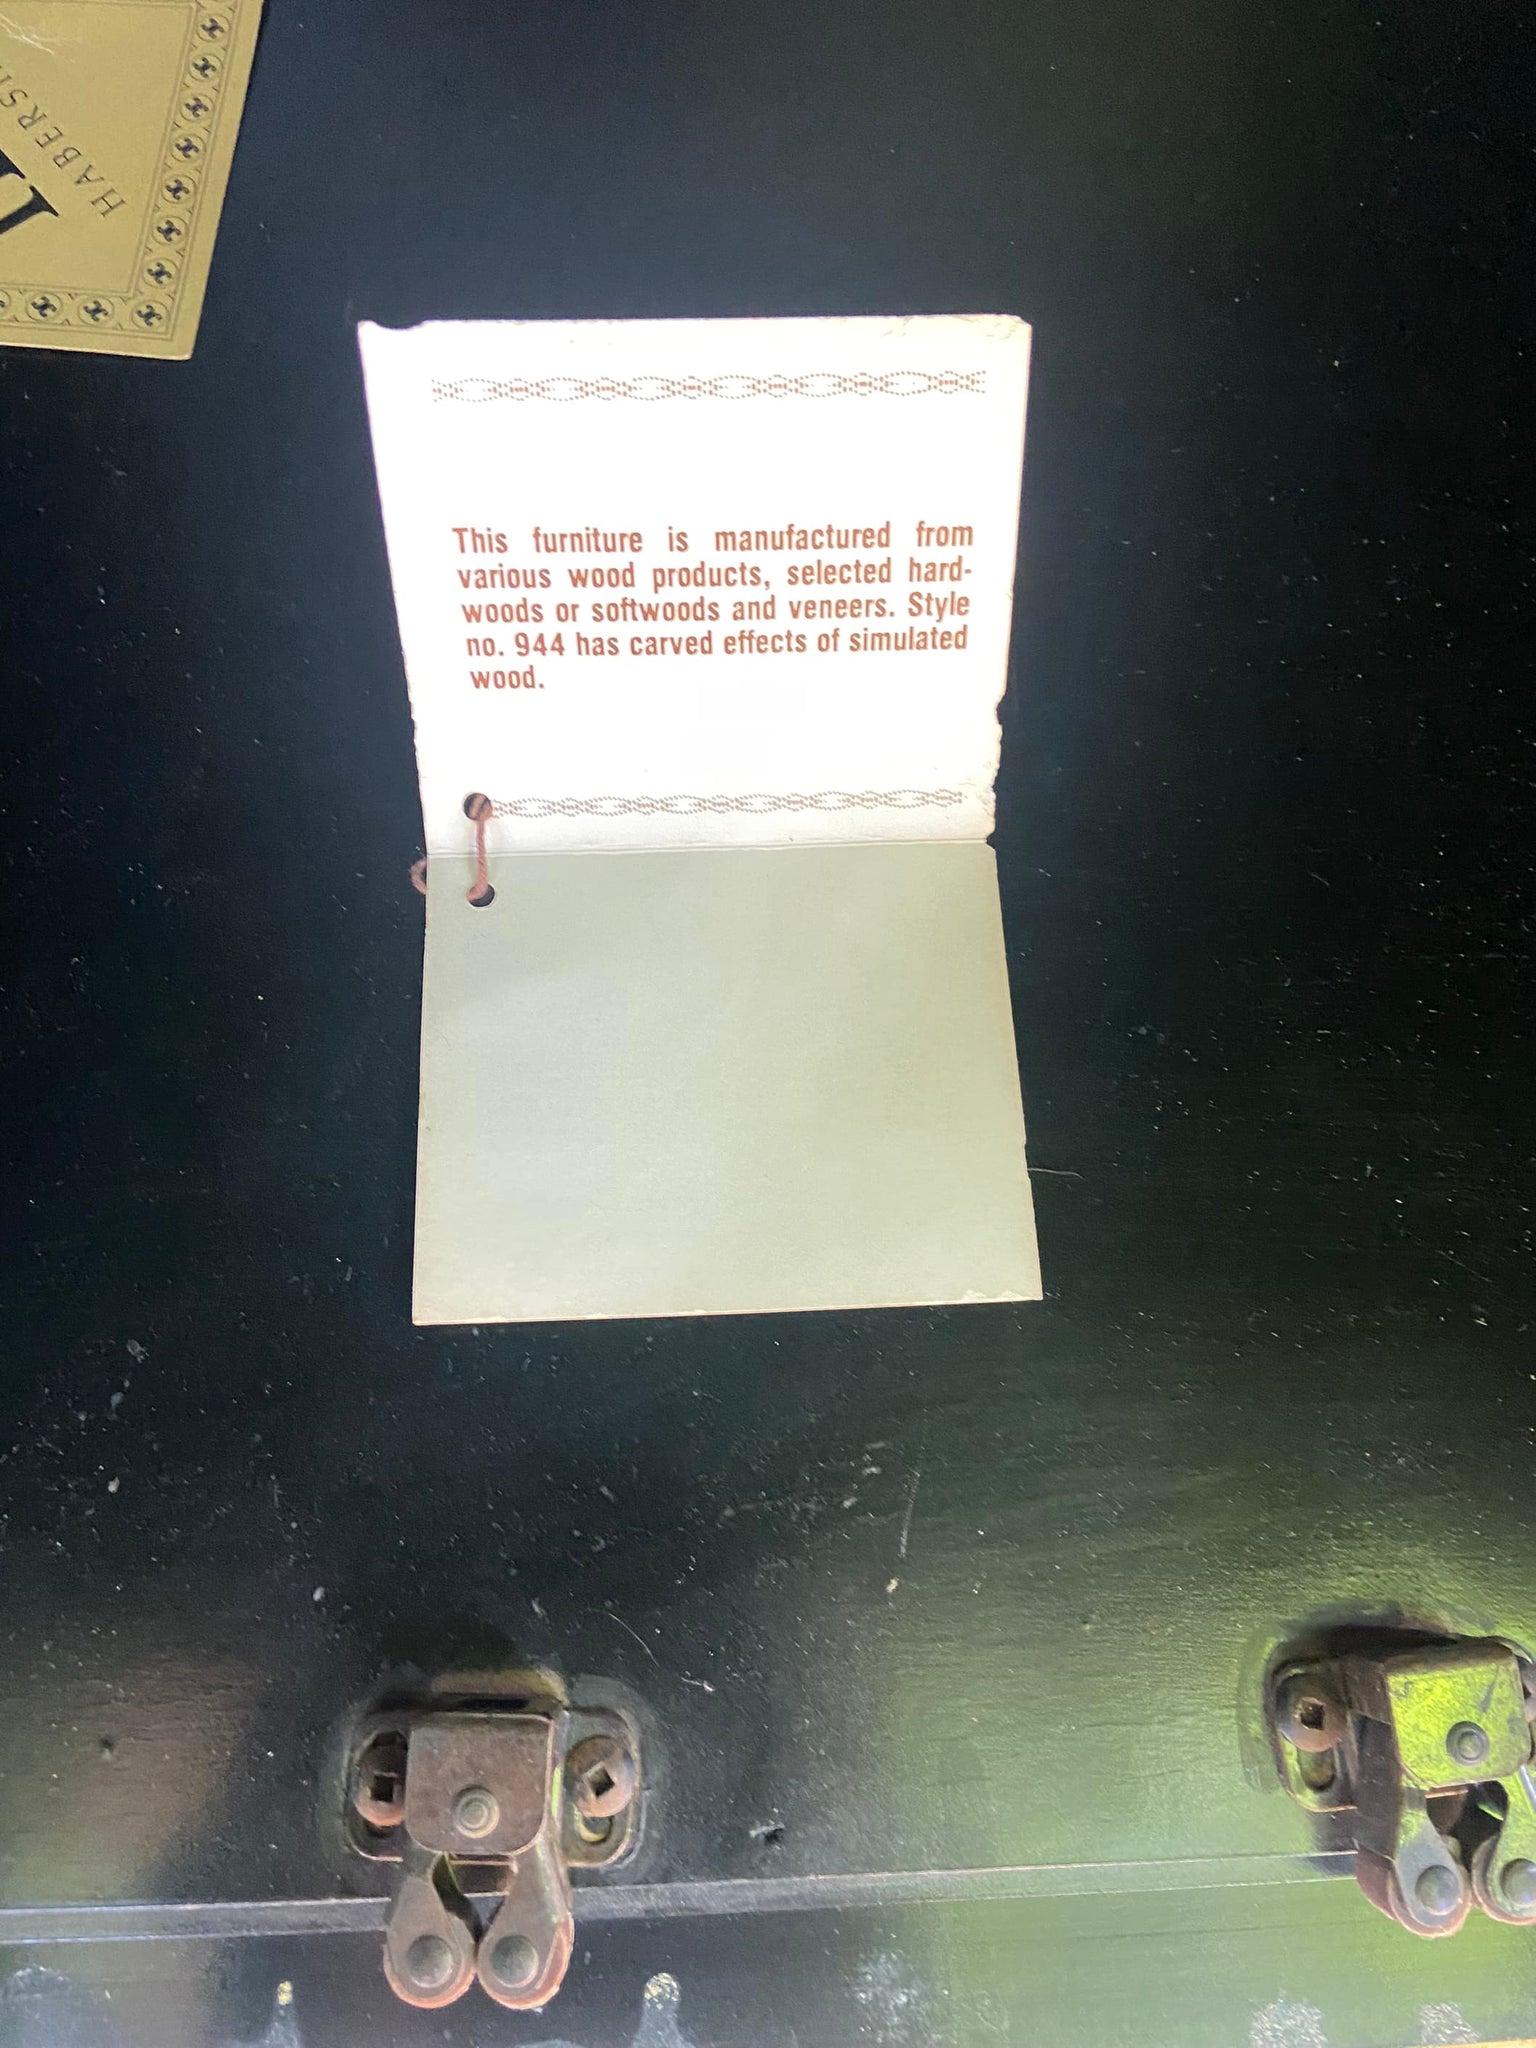 HABERS
This furniture is manufactured from
various wood products, selected hard-
woods or softwoods and veneers. Style
no. 944 has carved effects of simulated
wood.